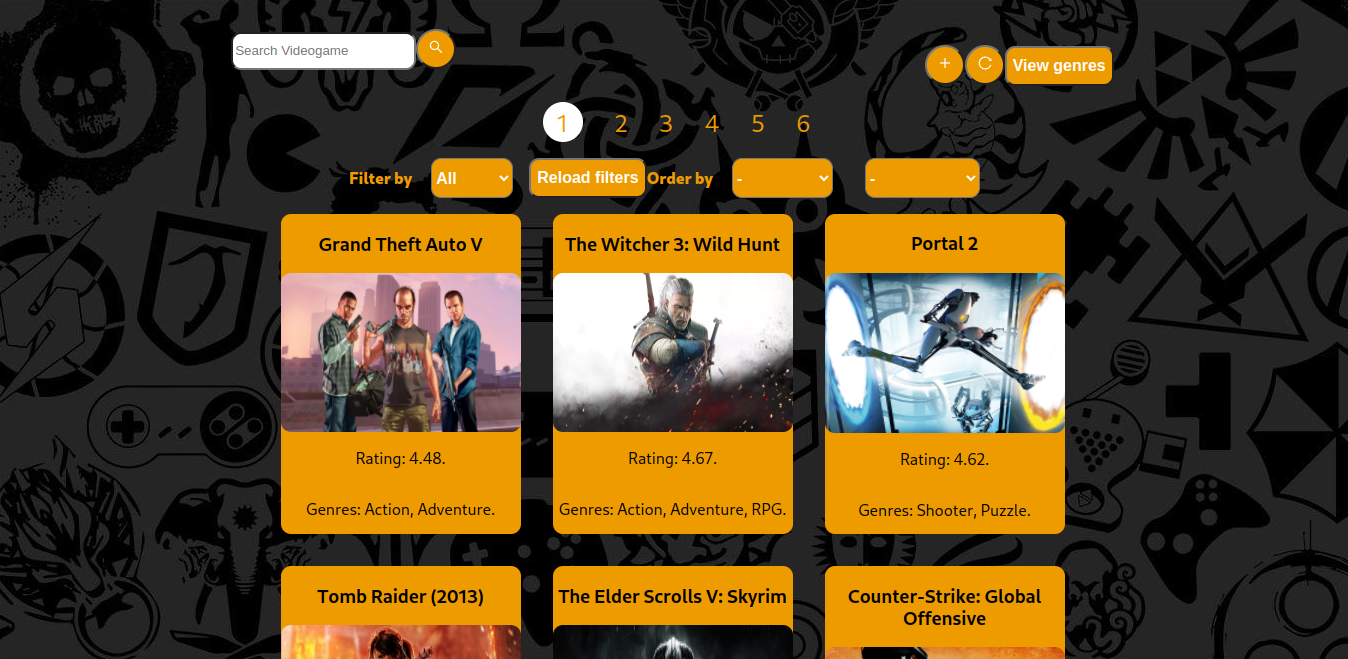 Search Videogame
View genres
1 2 3 4 5 6
Filter by All Reload filters Order by - -
Grand Theft Auto V
Rating: 4.48.
Genres: Action, Adventure.
The Witcher 3: Wild Hunt
Rating: 4.67.
Genres: Action, Adventure, RPG.
Portal 2
Rating: 4.62.
Genres: Shooter, Puzzle.
Tomb Raider (2013)
The Elder Scrolls V: Skyrim
Counter-Strike: Global
Offensive